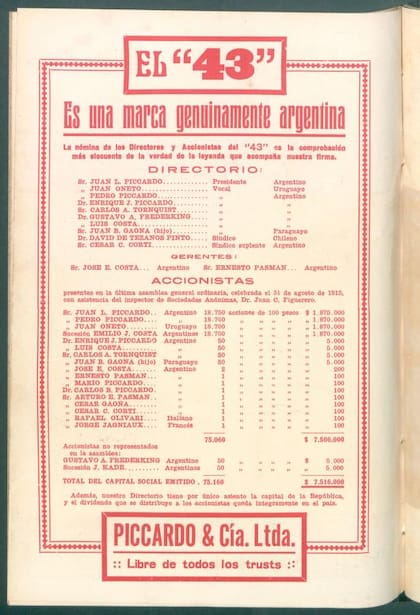 EL "43"
Es una marca genuinamente argentina
La nómina de los Directores y Accionistas del "43" es la comprobación
más elocuente de la verdad de la leyenda que acompaña nuestra firma.
DIRECTORIO:
Sr. JUAN L. PICCARDO............. Presidente Argentino
„ JUAN ONETO................... Vocal Uruguayo
„ PEDRO PICCARDO............. „ Argentino
Dr. ENRIQUE J. PICCARDO........ „ „
Sr. CARLOS A. TORNQUIST........ „ „
Dr. GUSTAVO A. FREDERKING..... „ „
„ LUIS COSTA................... „ „
Sr. JUAN B. GAONA (hijo)......... „ Paraguayo
Dr. DAVID DE TEZANOS PINTO.... Síndico Chileno
Sr. CESAR C. CORTI.............. Síndico suplente Argentino
GERENTES:
Sr. JOSE E. COSTA... Argentino Sr. ERNESTO PASMAN... Argentino
ACCIONISTAS
presentes en la última asamblea general ordinaria, celebrada el 31 de agosto de 1915,
con asistencia del inspector de Sociedades Anónimas, Dr. Juan C. Figuerero.
Sr. JUAN L. PICCARDO.... Argentino 18.750 acciones de 100 pesos $ 1.875.000
„ PEDRO PICCARDO.... „ 18.700 „ „ „ „ „ 1.870.000
„ JUAN ONETO......... Uruguayo 18.700 „ „ „ „ „ 1.870.000
Sucesión EMILIO J. COSTA Argentinos 18.700 „ „ „ „ „ 1.870.000
Dr. ENRIQUE J. PICCARDO Argentino 50 „ „ „ „ „ 5.000
„ LUIS COSTA.......... „ 50 „ „ „ „ „ 5.000
Sr. CARLOS A. TORNQUIST „ 50 „ „ „ „ „ 5.000
„ JUAN B. GAONA (hijo) Paraguayo 50 „ „ „ „ „ 5.000
„ JOSE E. COSTA...... Argentino 2 „ „ „ „ „ 200
„ ERNESTO PASMAN... „ 1 „ „ „ „ „ 100
„ MARIO PICCARDO.... „ 1 „ „ „ „ „ 100
Dr. CARLOS B. PICCARDO. „ 1 „ „ „ „ „ 100
Sr. ARTURO E. PASMAN... „ 1 „ „ „ „ „ 100
„ CESAR GAONA....... „ 1 „ „ „ „ „ 100
„ CESAR C. CORTI..... „ 1 „ „ „ „ „ 100
„ RAFAEL OLIVARI.... Italiano 1 „ „ „ „ „ 100
„ JORGE JAGNIAUX.... Francés 1 „ „ „ „ „ 100
75.060 $ 7.506.000
Accionistas no representados
en la asamblea:
GUSTAVO A. FREDERKING Argentino 50 „ „ „ „ $ 5.000
Sucesión J. KADE.......... Argentinos 50 „ „ „ „ „ 5.000
TOTAL DEL CAPITAL SOCIAL EMITIDO . 75.160 $ 7.516.000
Además, nuestro Directorio tiene por único asiento la capital de la República,
y el dividendo que se distribuye a los accionistas queda íntegramente en el país.
PICCARDO & Cía. Ltda.
:: Libre de todos los trusts ::